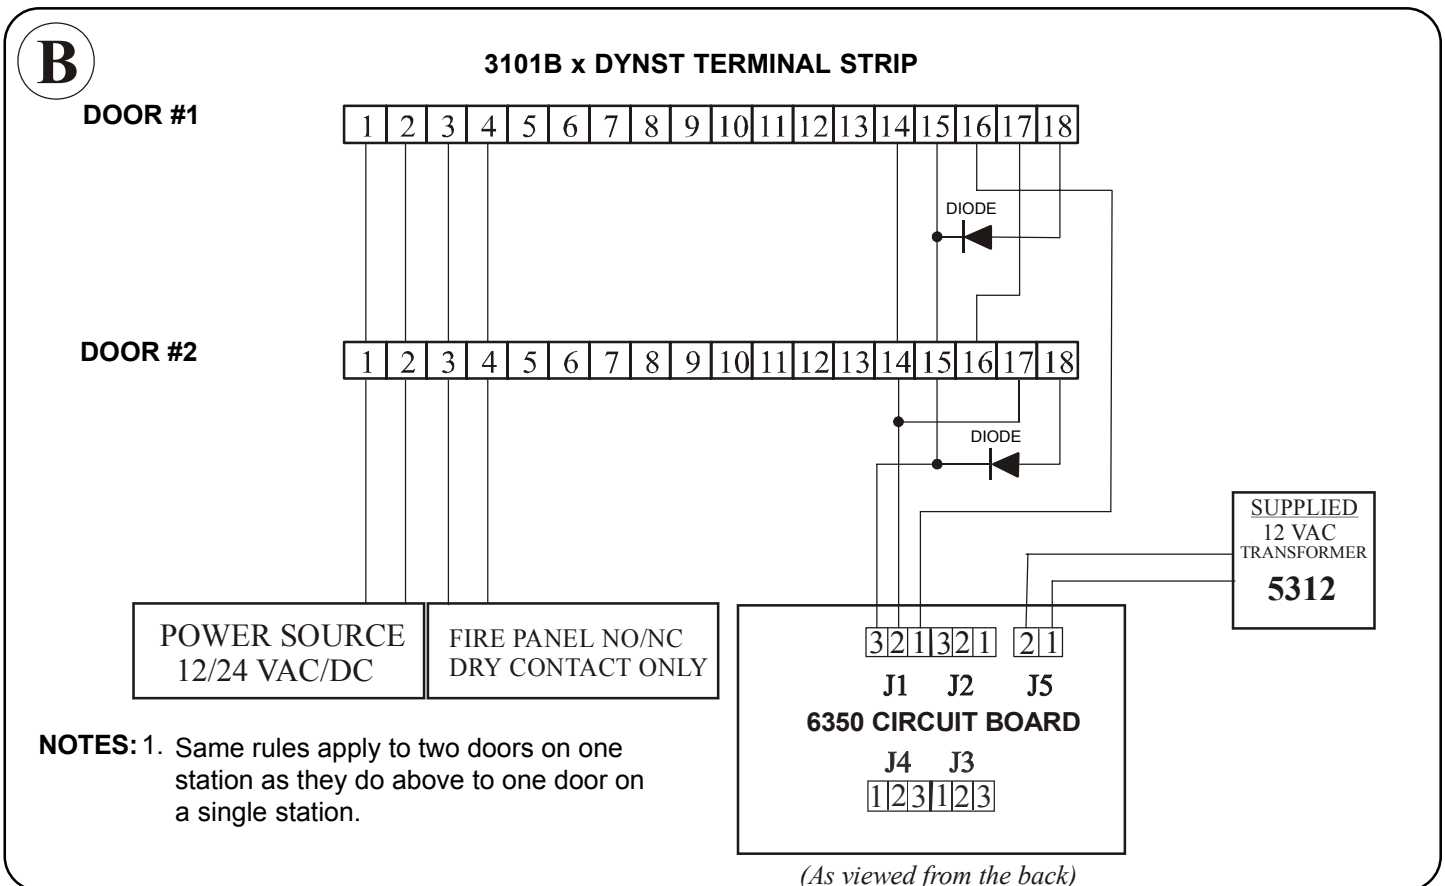 B
3101B x DYNST TERMINAL STRIP
DOOR #1
1 2 3 4 5 6 7 8 9 10 11 12 13 14 15 16 17 18
DIODE
DOOR #2
1 2 3 4 5 6 7 8 9 10 11 12 13 14 15 16 17 18
DIODE
SUPPLIED
12 VAC
TRANSFORMER
5312
POWER SOURCE
12/24 VAC/DC
FIRE PANEL NO/NC
DRY CONTACT ONLY
3 2 1 3 2 1 2 1
J1 J2 J5
6350 CIRCUIT BOARD
J4 J3
1 2 3 1 2 3
NOTES: 1. Same rules apply to two doors on one
station as they do above to one door on
a single station.
(As viewed from the back)